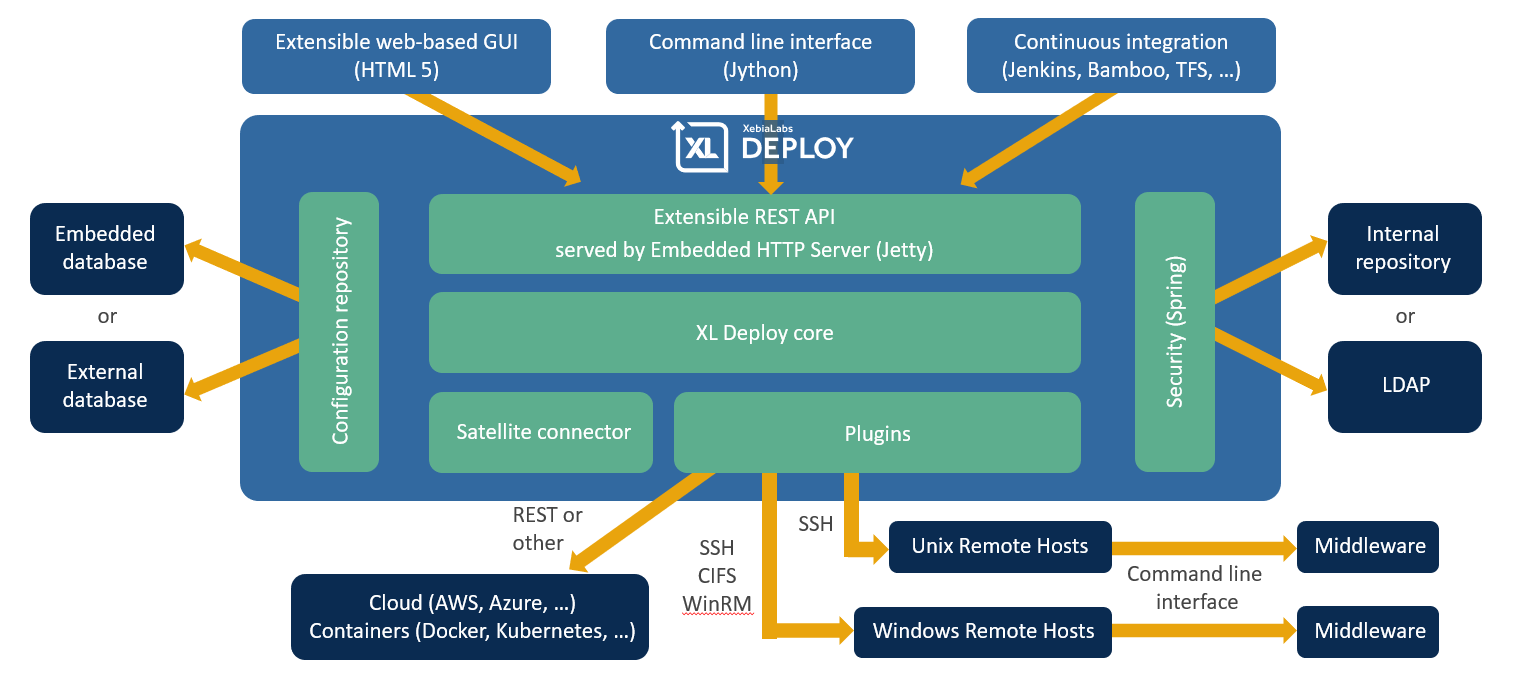 Extensible web-based GUI
(HTML 5)
Command line interface
(Jython)
Continuous integration
(Jenkins, Bamboo, TFS, ...)
XL
XebiaLabs
DEPLOY
Embedded
database
or
External
database
Configuration repository
Extensible REST API
served by Embedded HTTP Server (Jetty)
XL Deploy core
Satellite connector
Plugins
Security (Spring)
Internal
repository
or
LDAP
REST or
other
SSH
CIFS
WinRM
SSH
Cloud (AWS, Azure, ...)
Containers (Docker, Kubernetes, ...)
Unix Remote Hosts
Command line
interface
Middleware
Windows Remote Hosts
Middleware